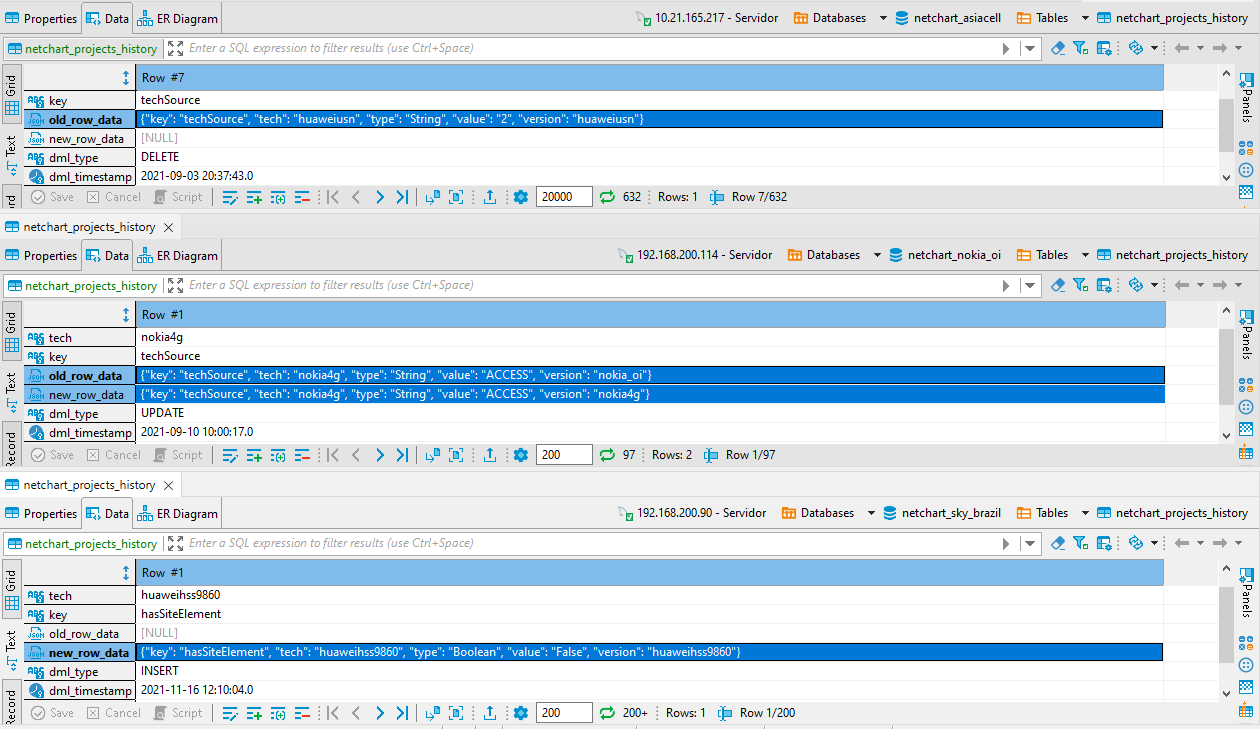 Properties Data ER Diagram 10.21.165.217 - Servidor Databases netchart_asiacell Tables netchart_projects_history
netchart_projects_history Enter a SQL expression to filter results (use Ctrl+Space)
Grid
Text
Panels
Row #7
key techSource
old_row_data {"key": "techSource", "tech": "huaweiusn", "type": "String", "value": "2", "version": "huaweiusn"}
new_row_data [NULL]
dml_type DELETE
dml_timestamp 2021-09-03 20:37:43.0
Save Cancel Script 20000 632 Rows: 1 Row 7/632
netchart_projects_history
Properties Data ER Diagram 192.168.200.114 - Servidor Databases netchart_nokia_oi Tables netchart_projects_history
netchart_projects_history Enter a SQL expression to filter results (use Ctrl+Space)
Grid
Text
Record
Panels
Row #1
tech nokia4g
key techSource
old_row_data {"key": "techSource", "tech": "nokia4g", "type": "String", "value": "ACCESS", "version": "nokia_oi"}
new_row_data {"key": "techSource", "tech": "nokia4g", "type": "String", "value": "ACCESS", "version": "nokia4g"}
dml_type UPDATE
dml_timestamp 2021-09-10 10:00:17.0
Save Cancel Script 200 97 Rows: 2 Row 1/97
netchart_projects_history
Properties Data ER Diagram 192.168.200.90 - Servidor Databases netchart_sky_brazil Tables netchart_projects_history
netchart_projects_history Enter a SQL expression to filter results (use Ctrl+Space)
Grid
Text
Record
Panels
Row #1
tech huaweihss9860
key hasSiteElement
old_row_data [NULL]
new_row_data {"key": "hasSiteElement", "tech": "huaweihss9860", "type": "Boolean", "value": "False", "version": "huaweihss9860"}
dml_type INSERT
dml_timestamp 2021-11-16 12:10:04.0
Save Cancel Script 200 200+ Rows: 1 Row 1/200